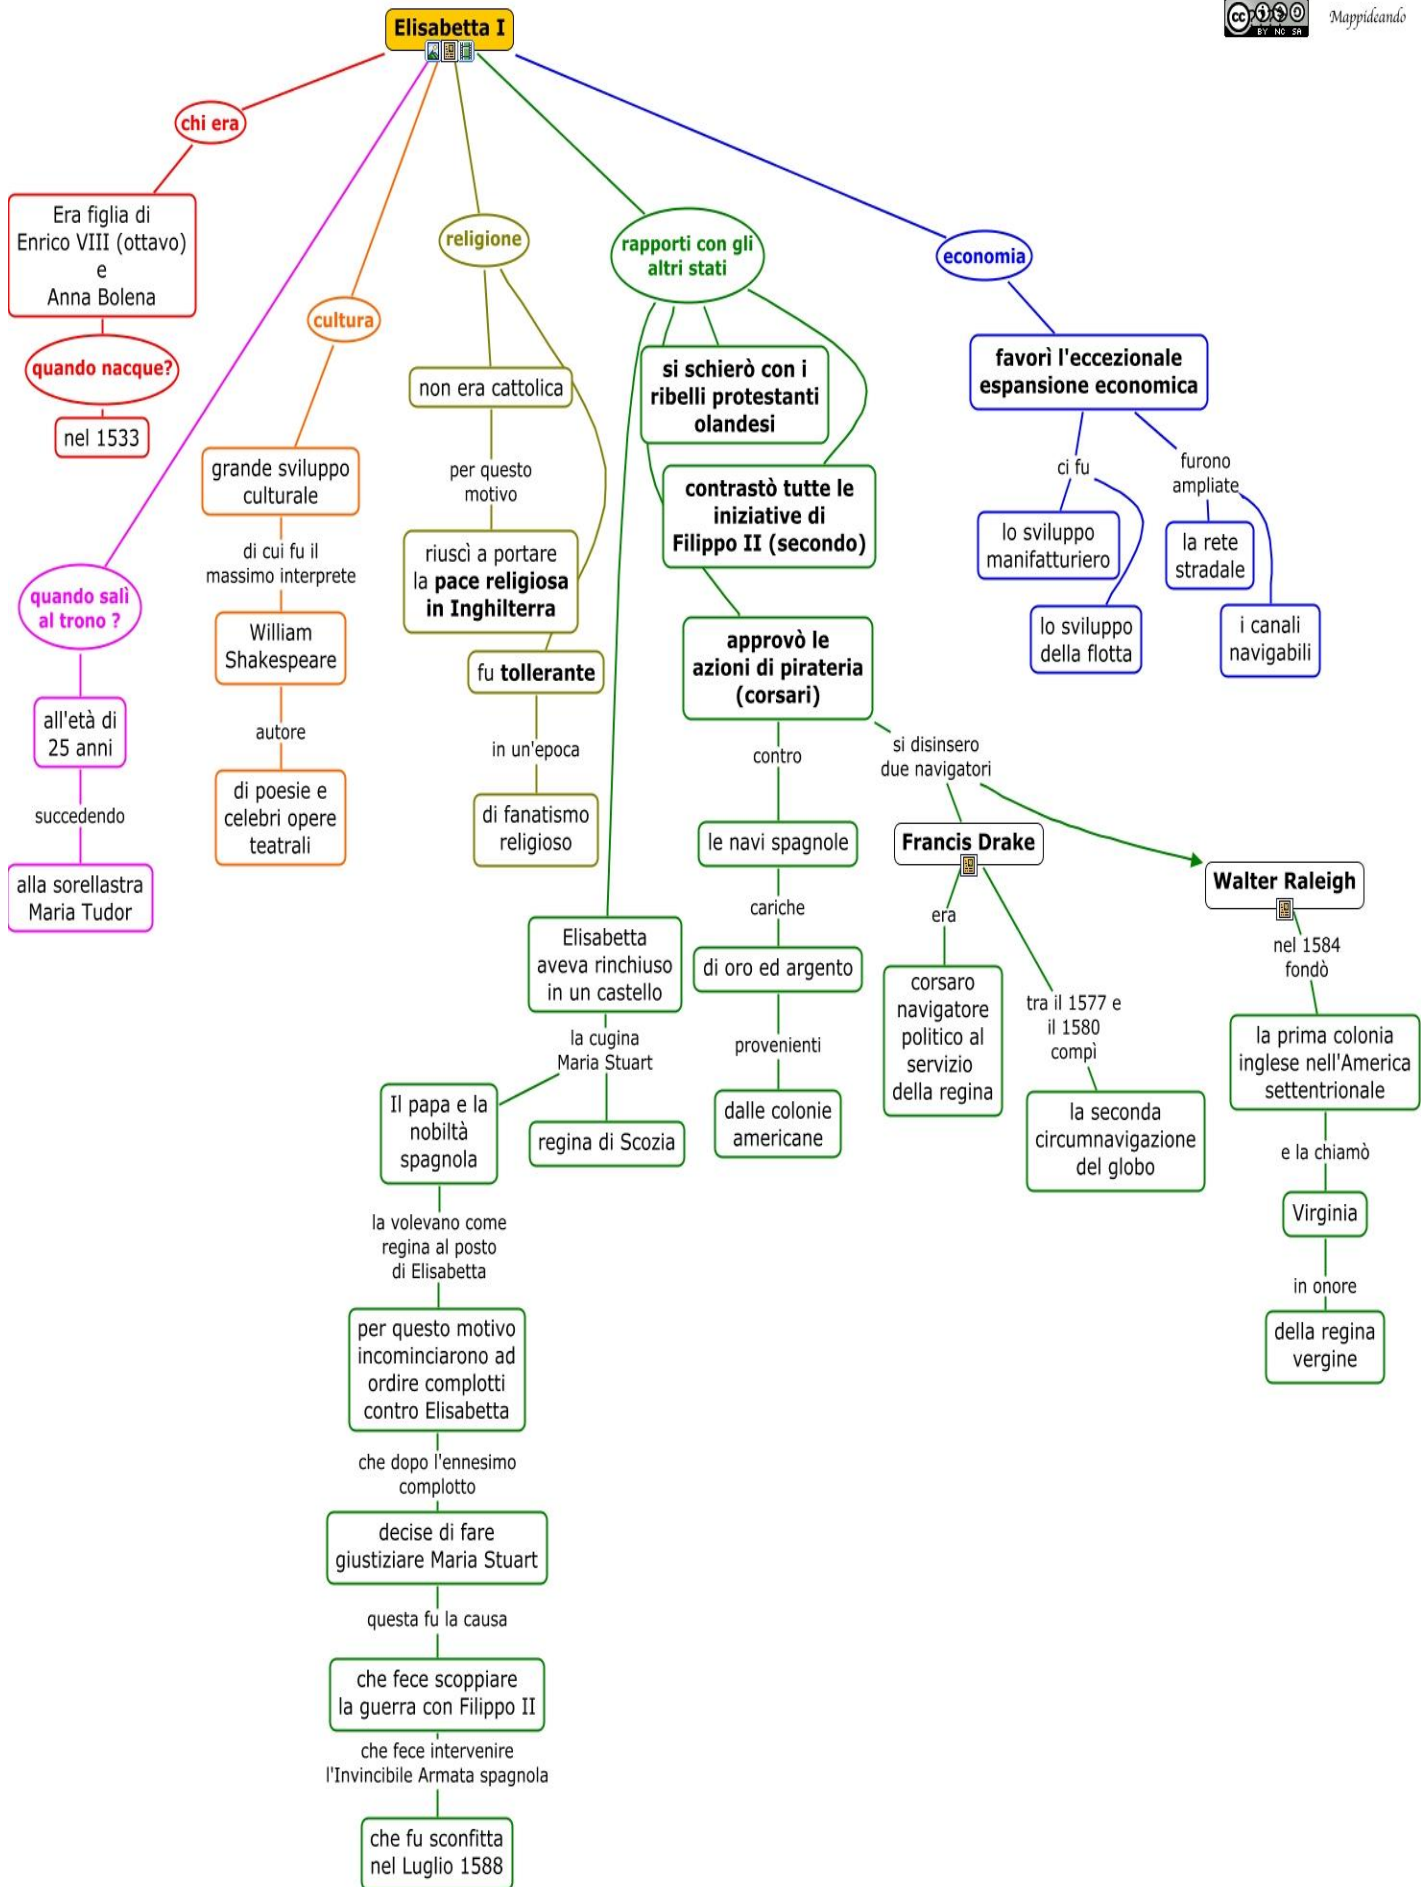 Elisabetta I
BY NC SA
Mappideando
chi era
Era figlia di
Enrico VIII (ottavo)
e
Anna Bolena
quando nacque?
nel 1533
quando salì
al trono ?
all'età di
25 anni
succedendo
alla sorellastra
Maria Tudor
cultura
grande sviluppo
culturale
di cui fu il
massimo interprete
William
Shakespeare
autore
di poesie e
celebri opere
teatrali
religione
non era cattolica
per questo
motivo
riuscì a portare
la pace religiosa
in Inghilterra
fu tollerante
in un'epoca
di fanatismo
religioso
rapporti con gli
altri stati
si schierò con i
ribelli protestanti
olandesi
contrastò tutte le
iniziative di
Filippo II (secondo)
approvò le
azioni di pirateria
(corsari)
contro
le navi spagnole
cariche
di oro ed argento
provenienti
dalle colonie
americane
si disinsero
due navigatori
Francis Drake
era
corsaro
navigatore
politico al
servizio
della regina
tra il 1577 e
il 1580
compì
la seconda
circumnavigazione
del globo
Walter Raleigh
nel 1584
fondò
la prima colonia
inglese nell'America
settentrionale
e la chiamò
Virginia
in onore
della regina
vergine
Elisabetta
aveva rinchiuso
in un castello
la cugina
Maria Stuart
regina di Scozia
Il papa e la
nobiltà
spagnola
la volevano come
regina al posto
di Elisabetta
per questo motivo
incominciarono ad
ordire complotti
contro Elisabetta
che dopo l'ennesimo
complotto
decise di fare
giustiziare Maria Stuart
questa fu la causa
che fece scoppiare
la guerra con Filippo II
che fece intervenire
l'Invincibile Armata spagnola
che fu sconfitta
nel Luglio 1588
economia
favorì l'eccezionale
espansione economica
ci fu
lo sviluppo
manifatturiero
lo sviluppo
della flotta
furono
ampliate
la rete
stradale
i canali
navigabili